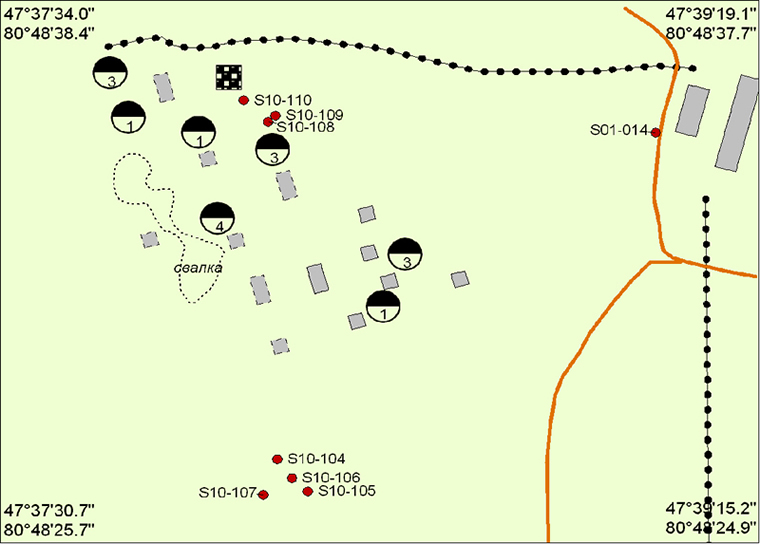 47°37'34.0"
80°48'38.4"
47°39'19.1"
80°48'37.7"
3
S10-110
1
S10-109
S10-108
1
S01-014
3
4
3
свалка
1
S10-104
S10-106
S10-107
S10-105
47°37'30.7"
80°48'25.7"
47°39'15.2"
80°48'24.9"